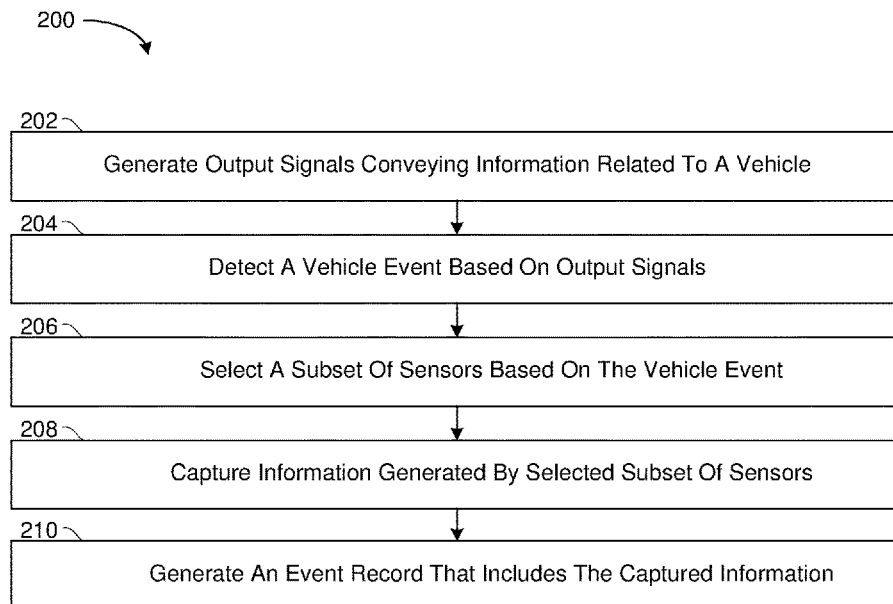 200
202
Generate Output Signals Conveying Information Related To A Vehicle
204
Detect A Vehicle Event Based On Output Signals
206
Select A Subset Of Sensors Based On The Vehicle Event
208
Capture Information Generated By Selected Subset Of Sensors
210
Generate An Event Record That Includes The Captured Information